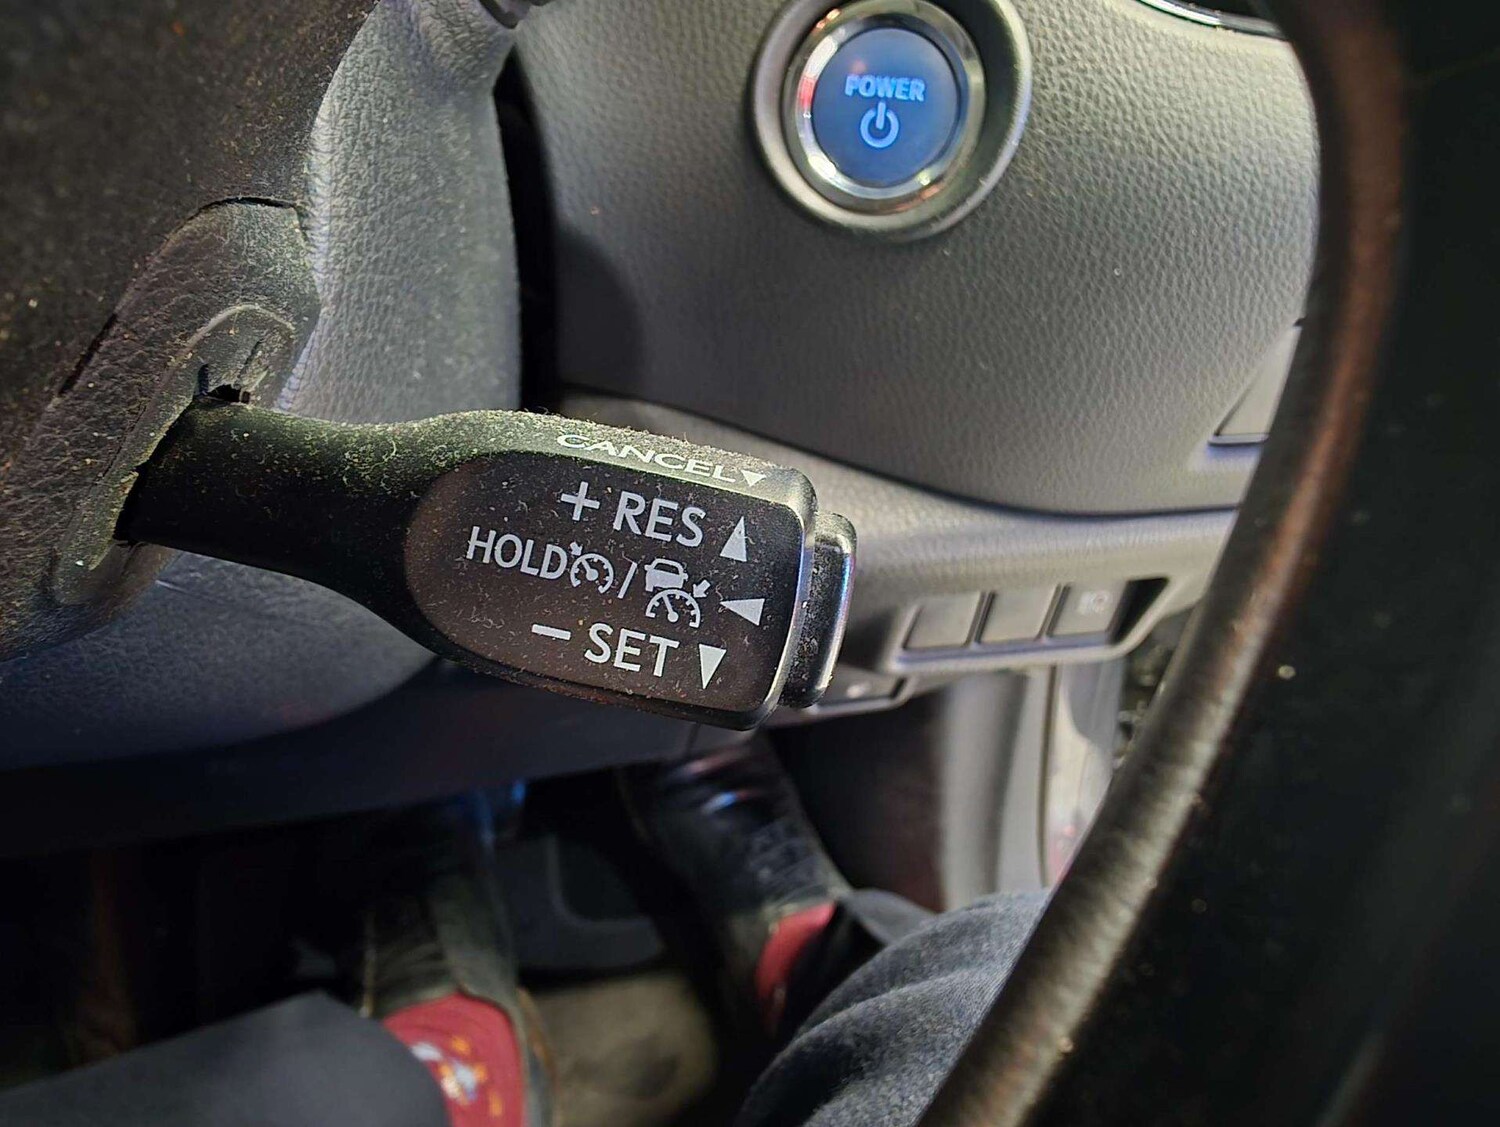 POWER
CANCEL
+ RES
HOLD /
− SET